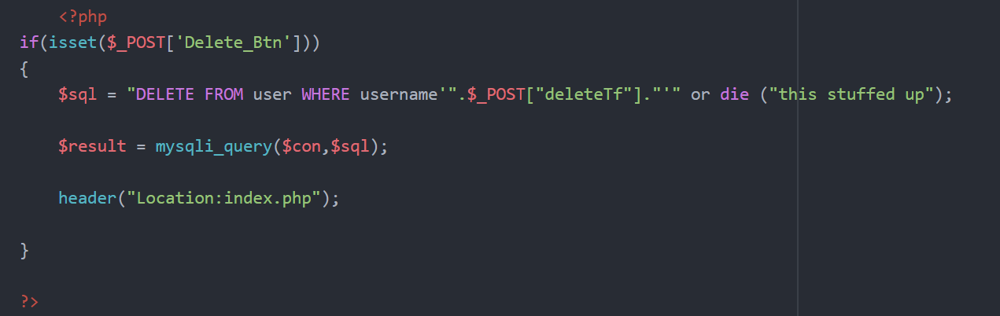 <?php
if(isset($_POST['Delete_Btn']))
{
$sql = "DELETE FROM user WHERE username'".$_POST["deleteTf"]."'" or die ("this stuffed up");
$result = mysqli_query($con,$sql);
header("Location:index.php");
}
?>